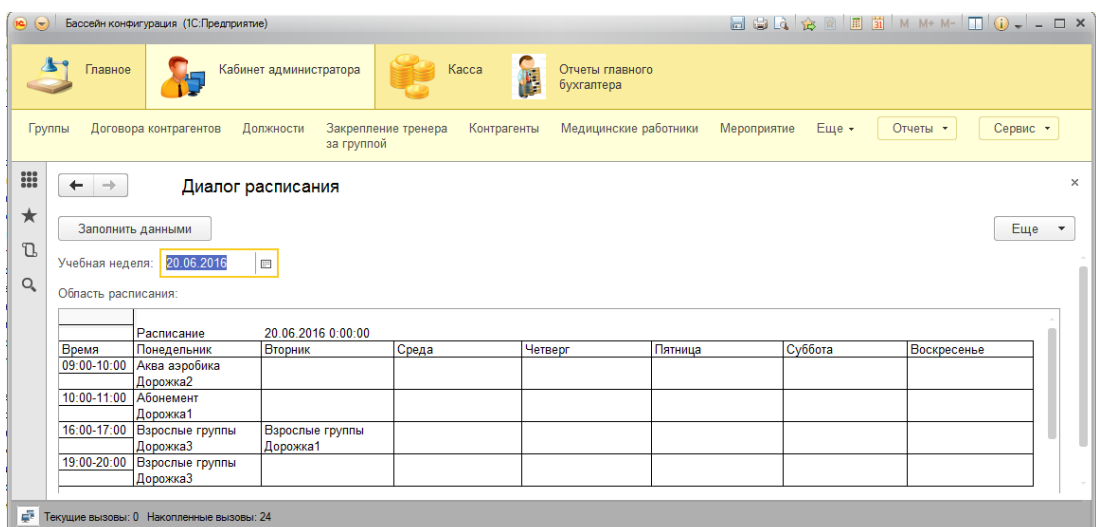 Бассейн конфигурация (1С:Предприятие)
M M+ M-
Главное
Кабинет администратора
Касса
Отчеты главного
бухгалтера
Группы Договора контрагентов Должности Закрепление тренера Контрагенты Медицинские работники Мероприятие Еще Отчеты Сервис
за группой
Диалог расписания
Заполнить данными
Еще
Учебная неделя: 20.06.2016
Область расписания:
Расписание 20.06.2016 0:00:00
Время Понедельник Вторник Среда Четверг Пятница Суббота Воскресенье
09:00-10:00 Аква аэробика
Дорожка2
10:00-11:00 Абонемент
Дорожка1
16:00-17:00 Взрослые группы Взрослые группы
Дорожка3 Дорожка1
19:00-20:00 Взрослые группы
Дорожка3
Текущие вызовы: 0 Накопленные вызовы: 24